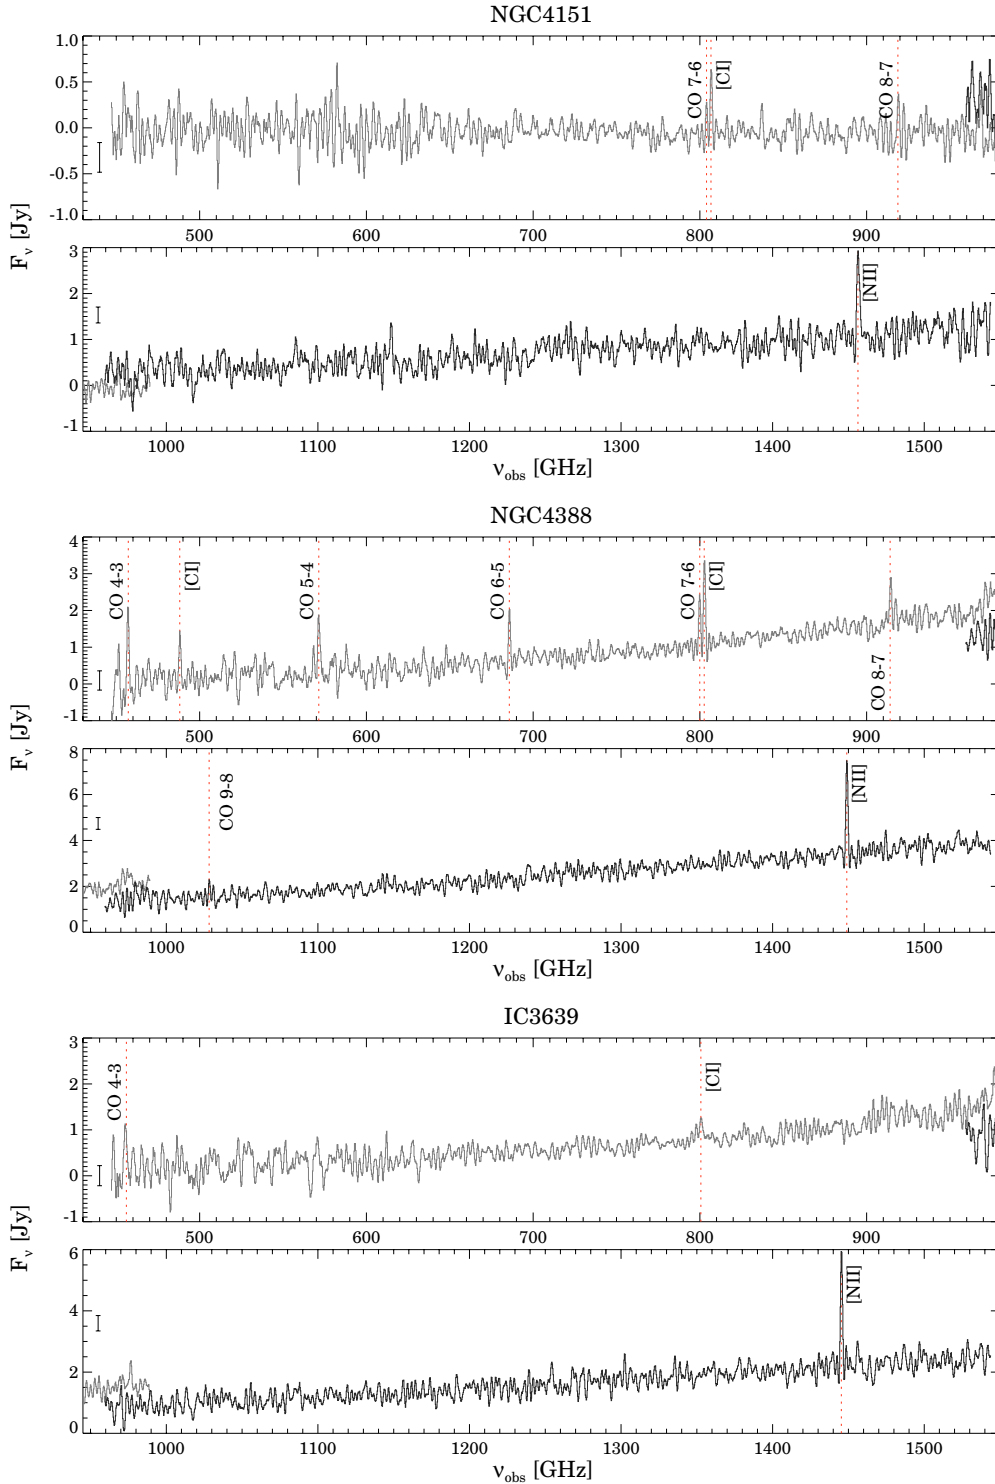 NGC4151
1.0
0.5
0.0
-0.5
-1.0
CO 7-6
[CI]
CO 8-7
500
600
700
800
900
F_ν [Jy]
3
2
1
0
-1
[NII]
1000
1100
1200
1300
1400
1500
ν_obs [GHz]
NGC4388
4
3
2
1
0
-1
CO 4-3
[CI]
CO 5-4
CO 6-5
CO 7-6
[CI]
CO 8-7
500
600
700
800
900
F_ν [Jy]
8
6
4
2
0
CO 9-8
[NII]
1000
1100
1200
1300
1400
1500
ν_obs [GHz]
IC3639
3
2
1
0
-1
CO 4-3
[CI]
500
600
700
800
900
F_ν [Jy]
6
4
2
0
[NII]
1000
1100
1200
1300
1400
1500
ν_obs [GHz]